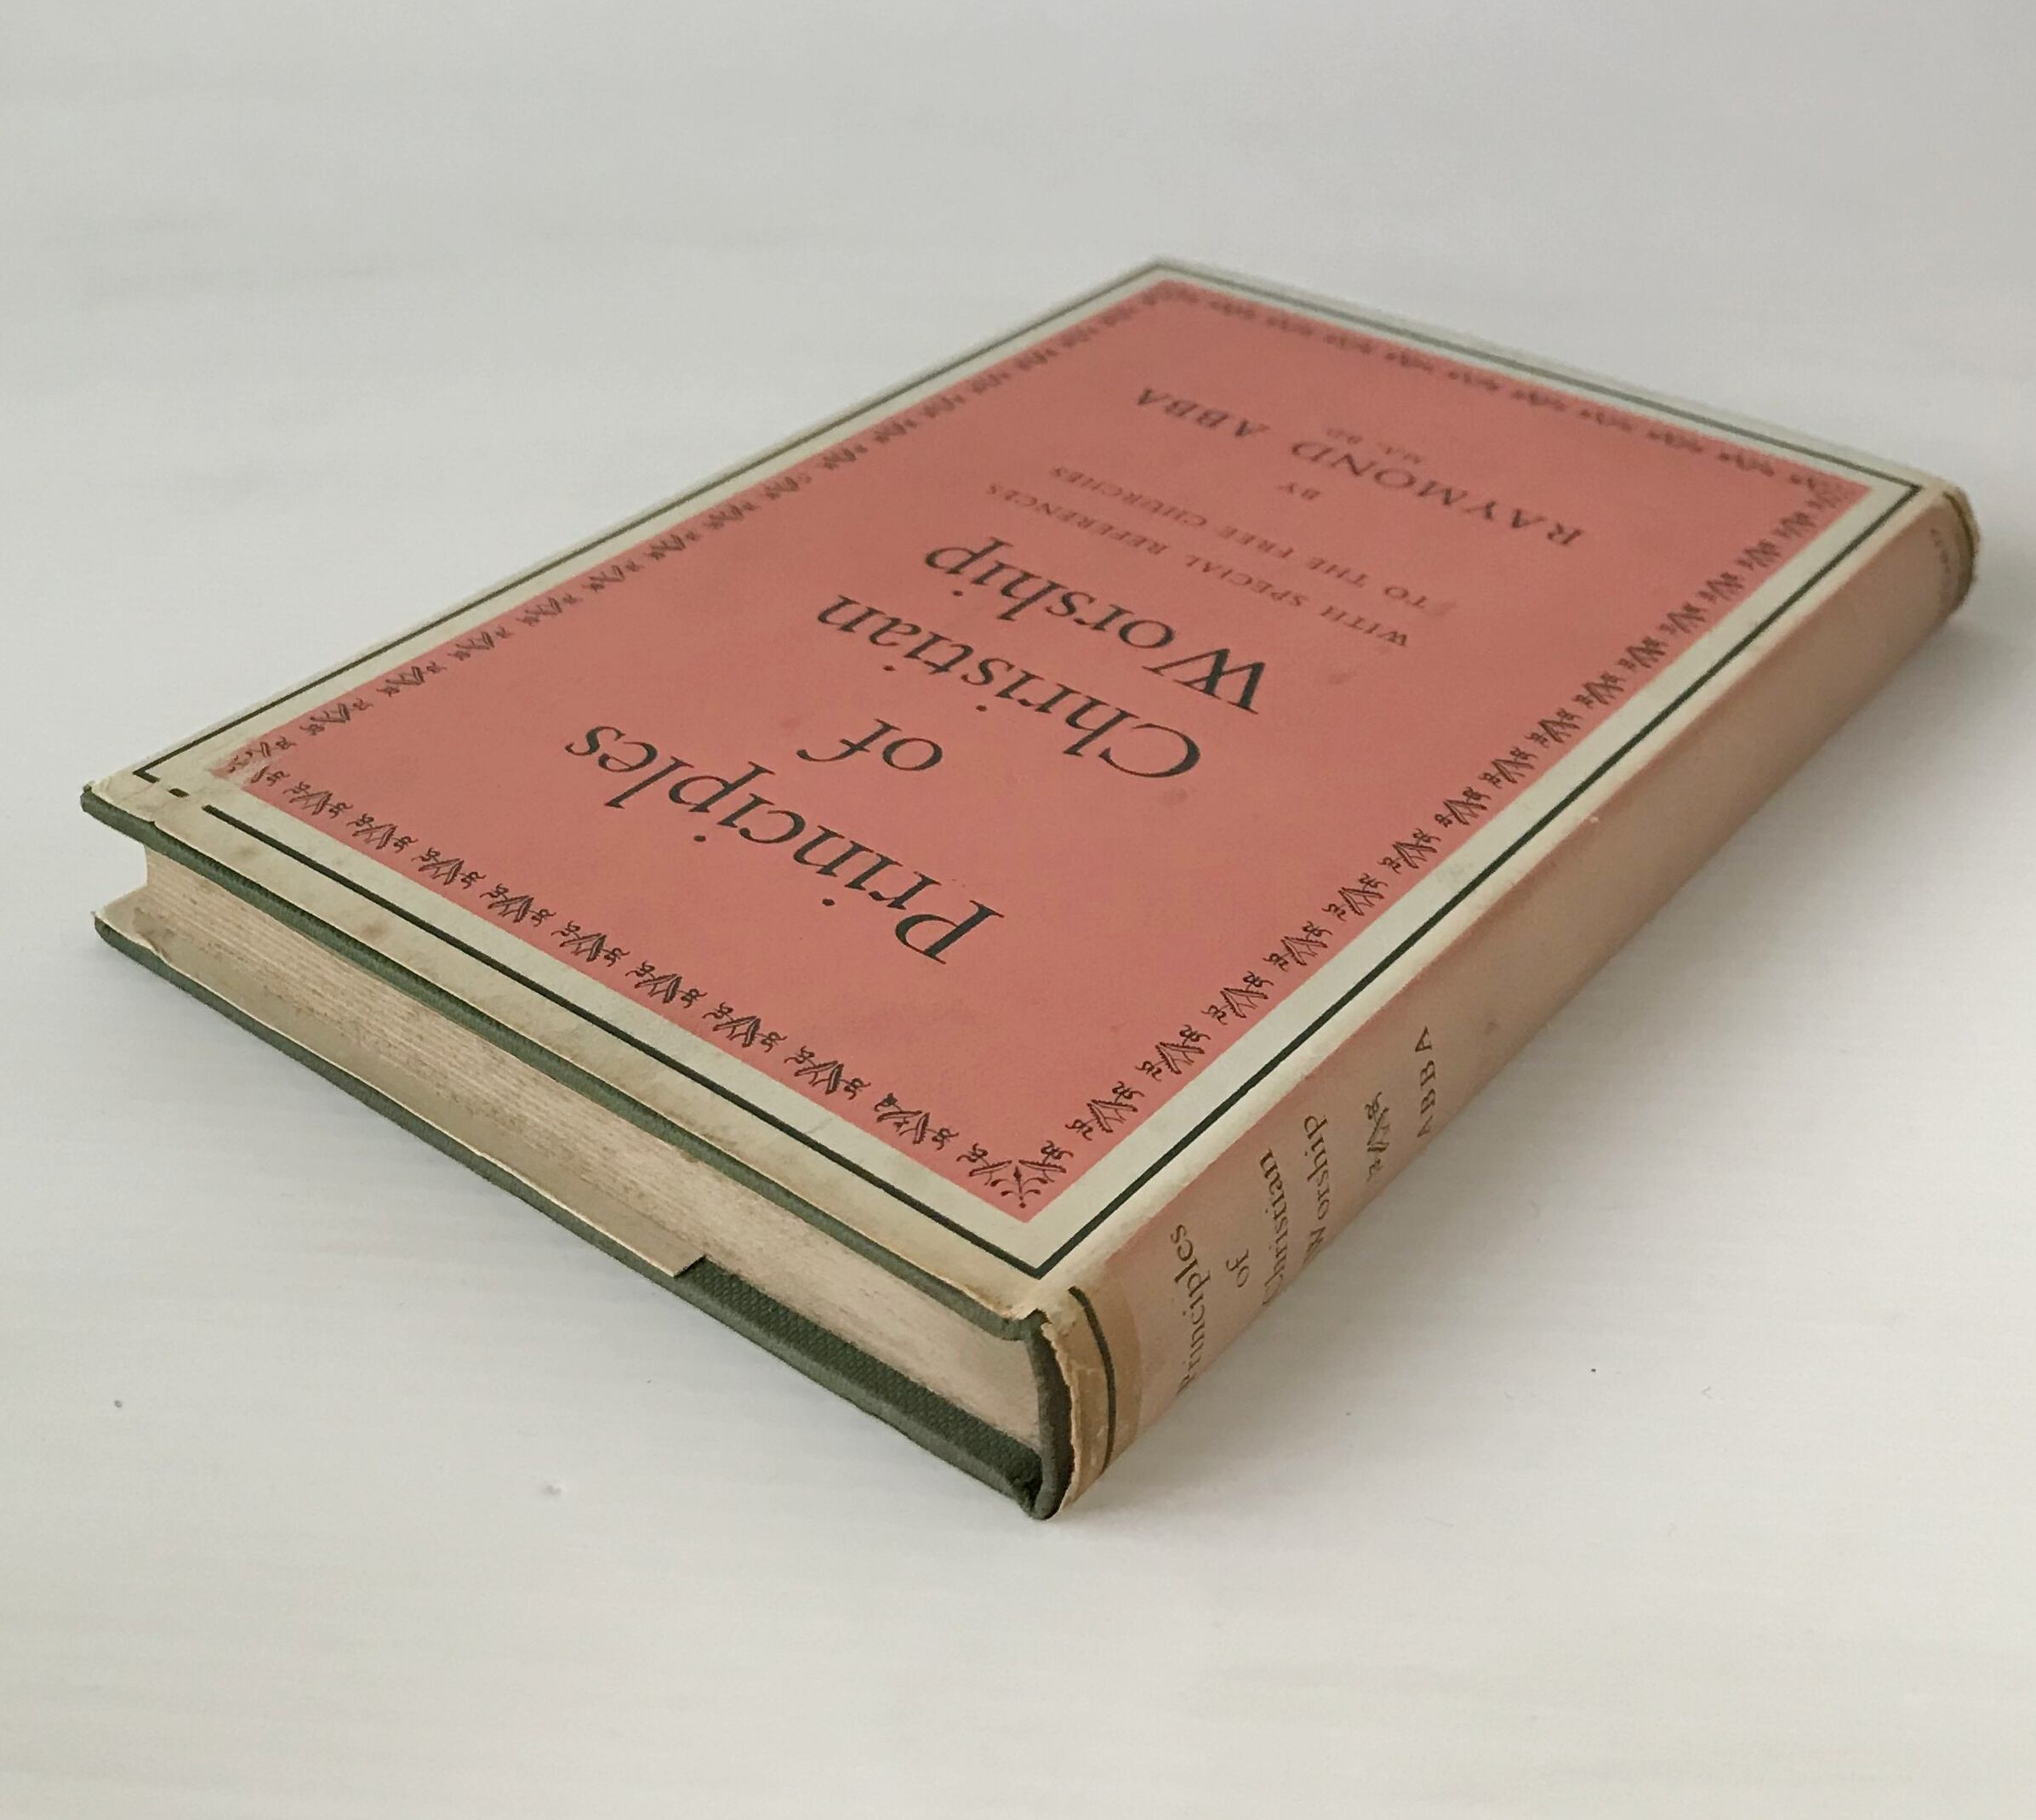 Principles
of
Christian
Worship
WITH SPECIAL REFERENCES
TO THE FREE CHURCHES
BY
RAYMOND ABBA
M.A. BD
Principles
of
Christian
Worship
ABBA